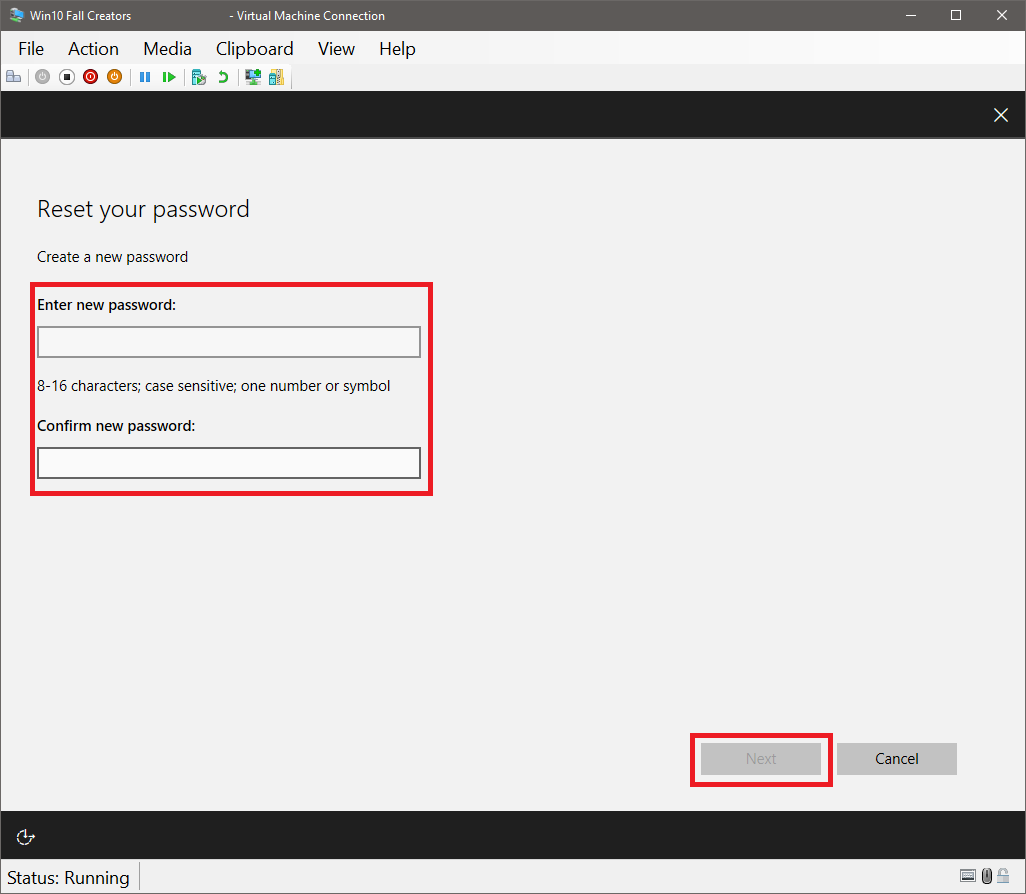 Win10 Fall Creators - Virtual Machine Connection
File Action Media Clipboard View Help
Reset your password
Create a new password
Enter new password:
8-16 characters; case sensitive; one number or symbol
Confirm new password:
Next Cancel
Status: Running